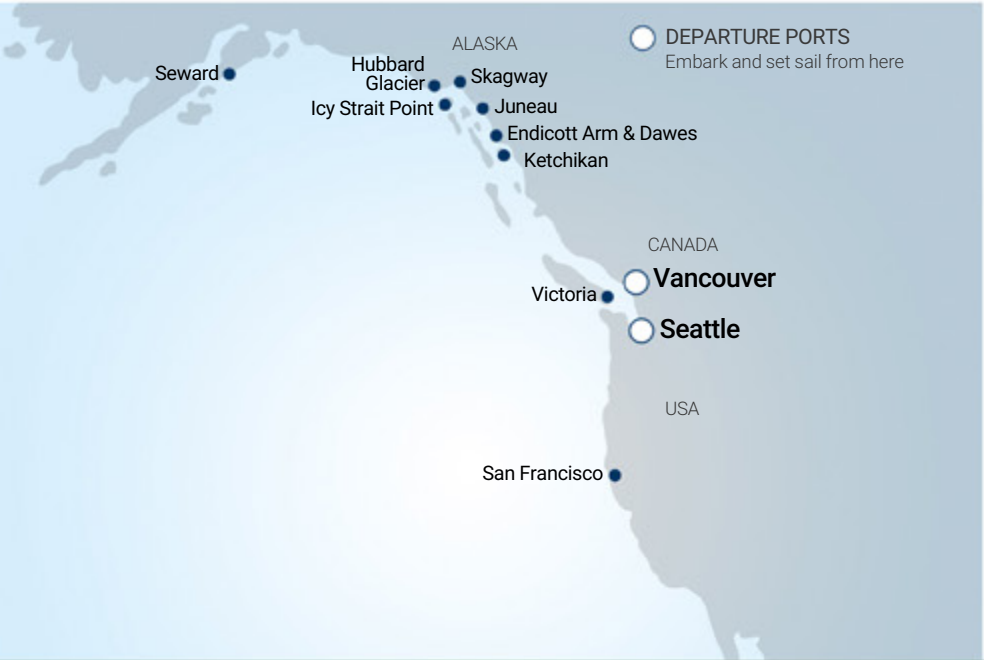 DEPARTURE PORTS
Embark and set sail from here
ALASKA
Hubbard
Glacier
Seward
Skagway
Icy Strait Point
Juneau
Endicott Arm & Dawes
Ketchikan
CANADA
Vancouver
Victoria
Seattle
USA
San Francisco